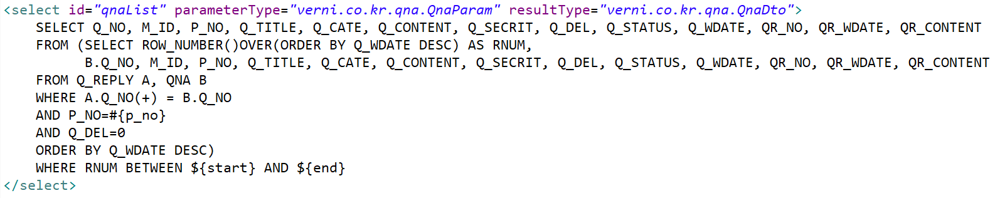 <select id="qnaList" parameterType="verni.co.kr.qna.QnaParam" resultType="verni.co.kr.qna.QnaDto">
    SELECT Q_NO, M_ID, P_NO, Q_TITLE, Q_CATE, Q_CONTENT, Q_SECRIT, Q_DEL, Q_STATUS, Q_WDATE, QR_NO, QR_WDATE, QR_CONTENT
    FROM (SELECT ROW_NUMBER()OVER(ORDER BY Q_WDATE DESC) AS RNUM,
          B.Q_NO, M_ID, P_NO, Q_TITLE, Q_CATE, Q_CONTENT, Q_SECRIT, Q_DEL, Q_STATUS, Q_WDATE, QR_NO, QR_WDATE, QR_CONTENT
    FROM Q_REPLY A, QNA B
    WHERE A.Q_NO(+) = B.Q_NO
    AND P_NO=#{p_no}
    AND Q_DEL=0
    ORDER BY Q_WDATE DESC)
    WHERE RNUM BETWEEN ${start} AND ${end}
</select>